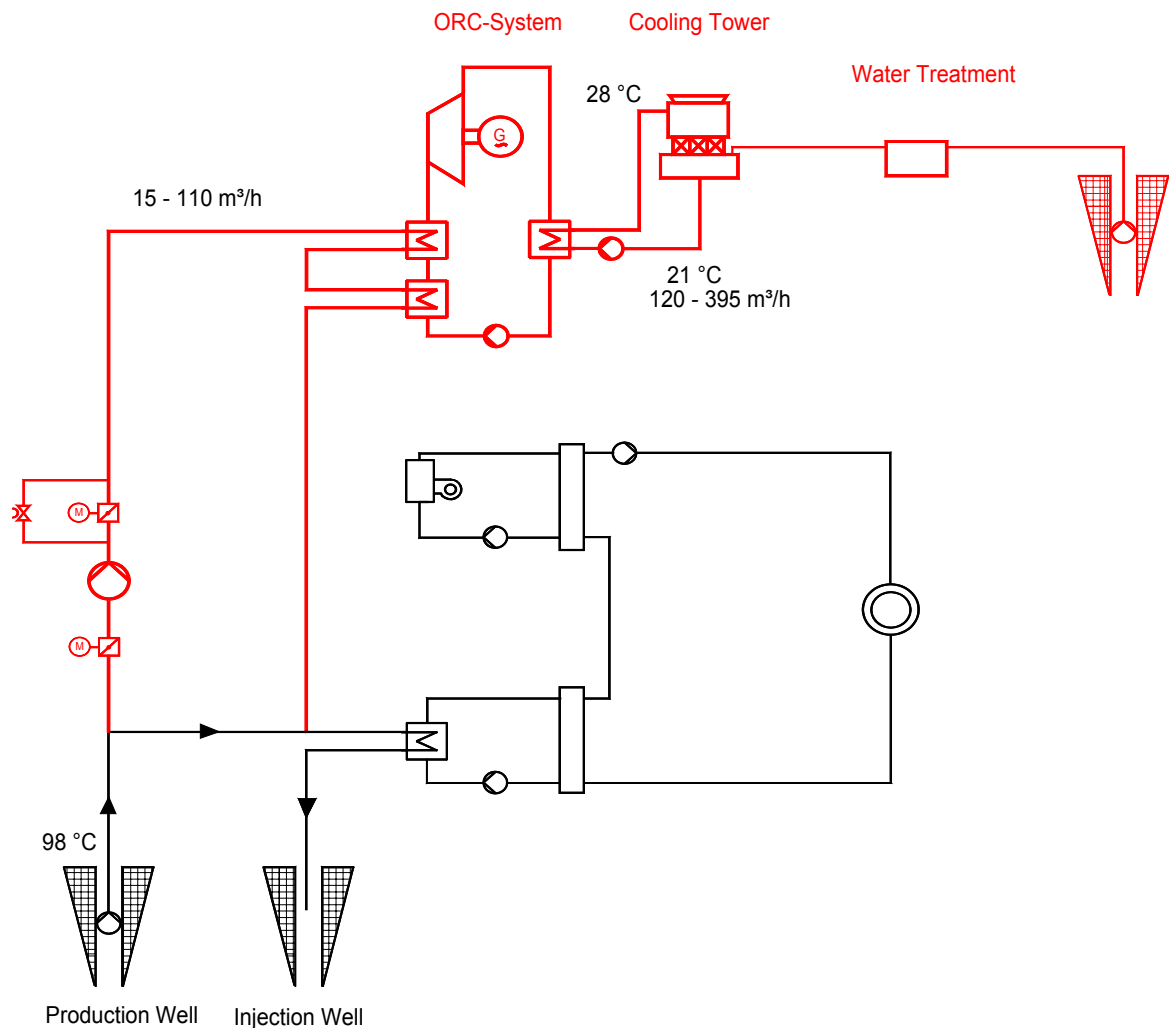 ORC-System
Cooling Tower
Water Treatment
28 °C
G
15 - 110 m³/h
21 °C
120 - 395 m³/h
M
M
98 °C
Production Well
Injection Well